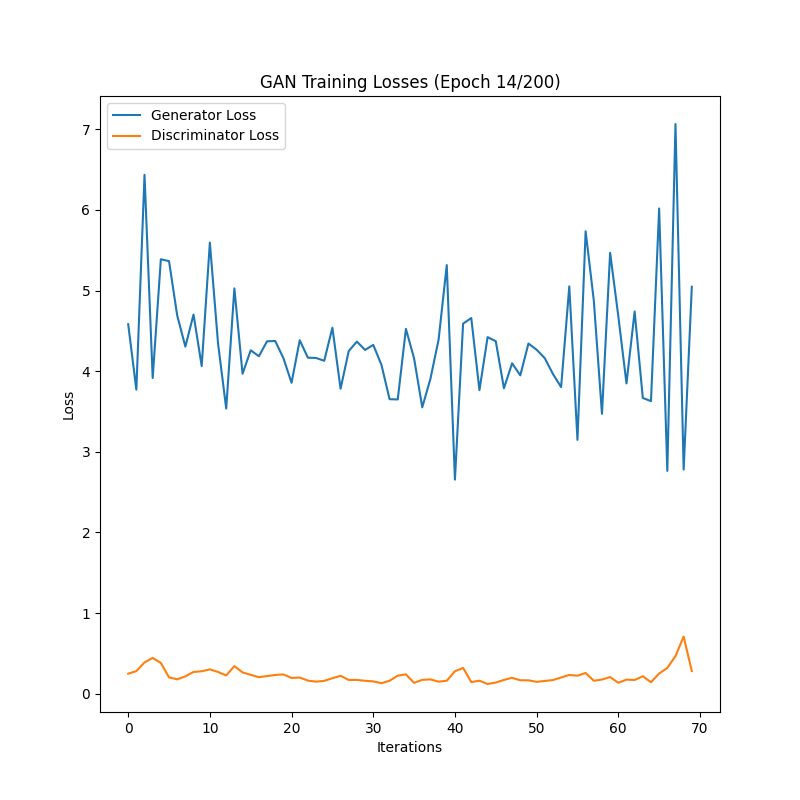 GAN Training Losses (Epoch 14/200)
Generator Loss
Discriminator Loss
7
6
5
4
3
2
1
0
Loss
0 10 20 30 40 50 60 70
Iterations